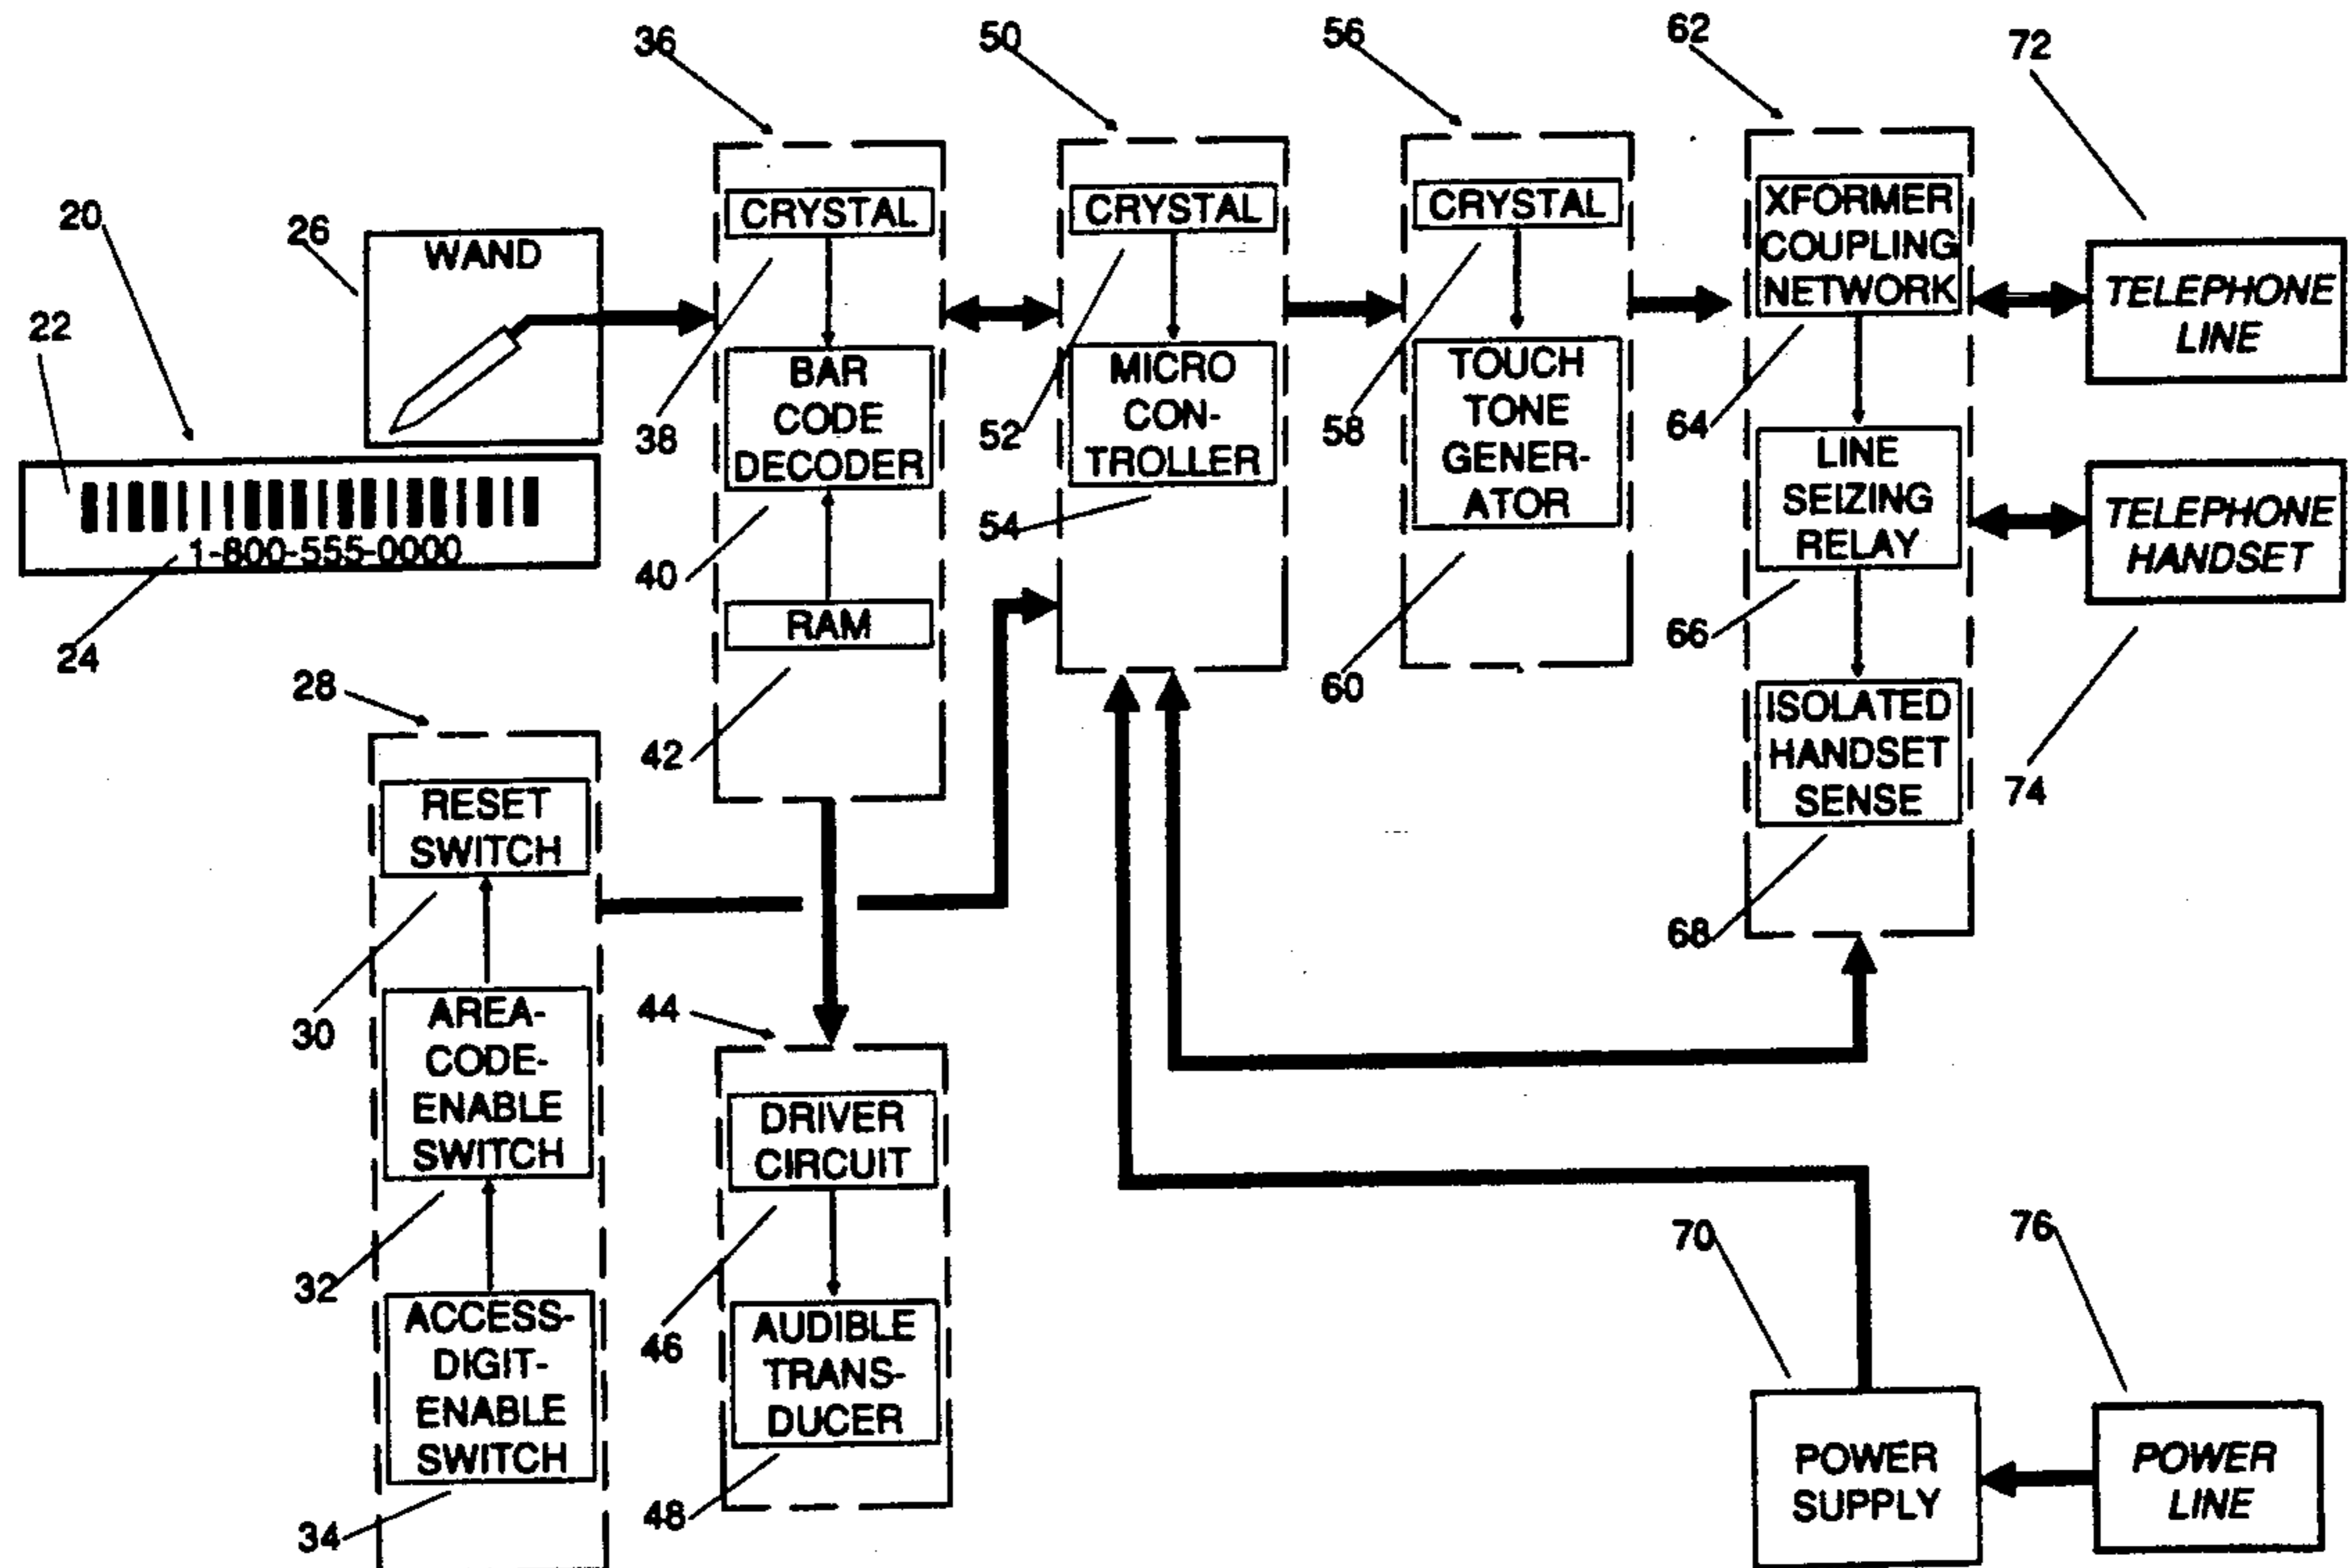 36
50
56
62
72
20
26
WAND
22
1-800-555-0000
24
CRYSTAL
38
BAR
CODE
DECODER
40
RAM
42
CRYSTAL
52
MICRO
CON-
TROLLER
54
CRYSTAL
58
TOUCH
TONE
GENER-
ATOR
60
XFORMER
COUPLING
NETWORK
64
LINE
SEIZING
RELAY
66
ISOLATED
HANDSET
SENSE
68
TELEPHONE
LINE
TELEPHONE
HANDSET
74
28
RESET
SWITCH
30
AREA-
CODE-
ENABLE
SWITCH
32
ACCESS-
DIGIT-
ENABLE
SWITCH
34
44
DRIVER
CIRCUIT
46
AUDIBLE
TRANS-
DUCER
48
70
76
POWER
SUPPLY
POWER
LINE